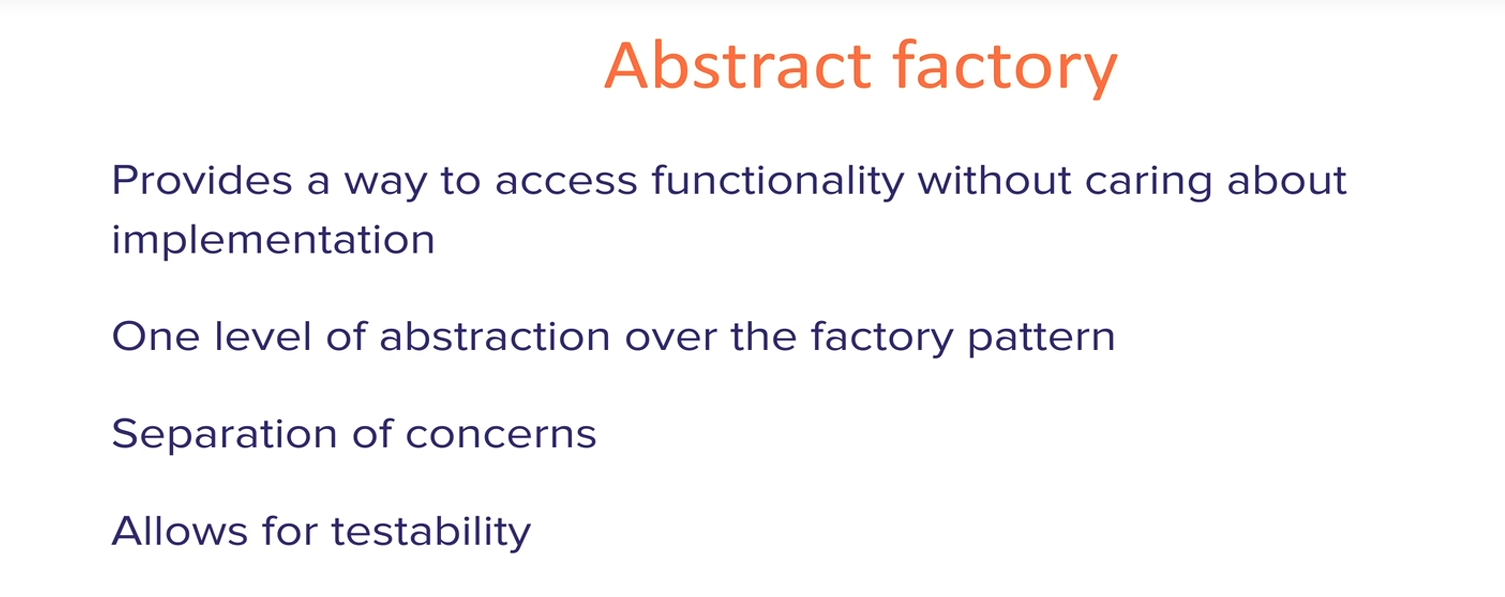 Abstract factory
Provides a way to access functionality without caring about
implementation
One level of abstraction over the factory pattern
Separation of concerns
Allows for testability